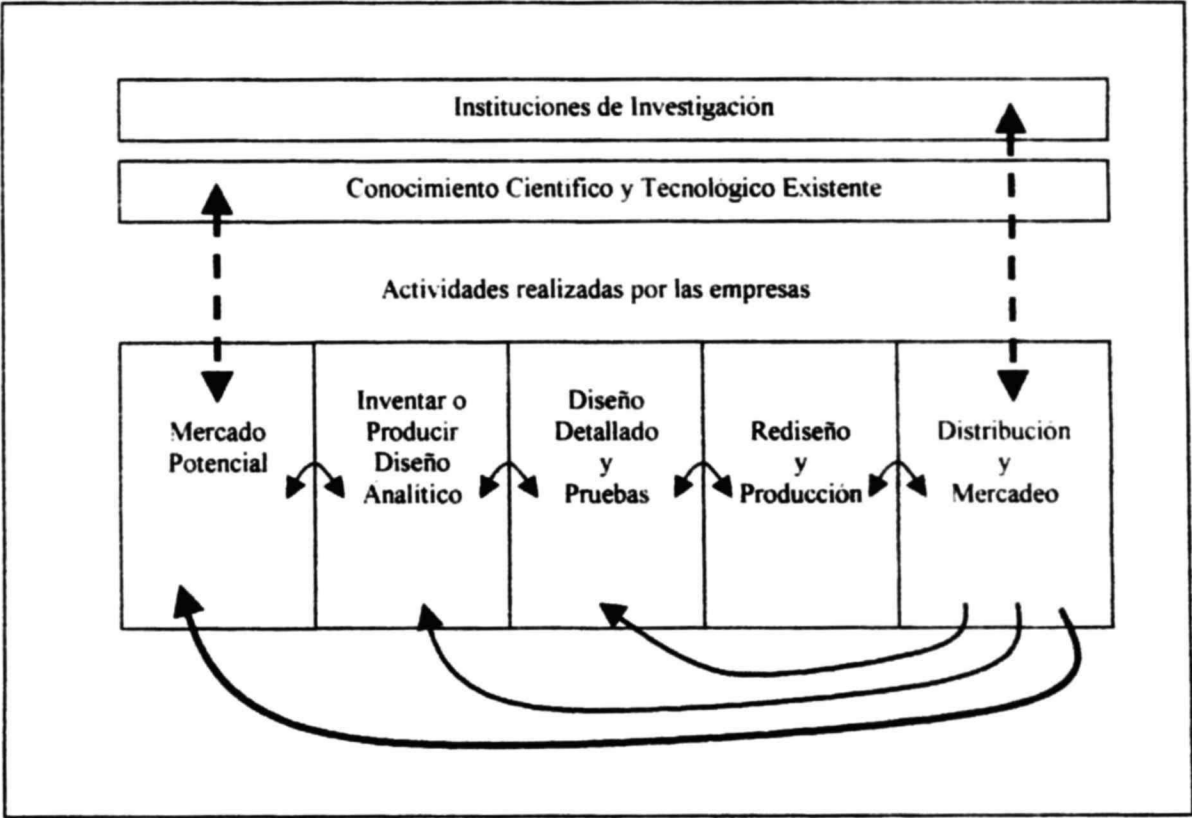 Instituciones de Investigación
Conocimiento Científico y Tecnológico Existente
Actividades realizadas por las empresas
Mercado
Potencial
Inventar o
Producir
Diseño
Analítico
Diseño
Detallado
y
Pruebas
Rediseño
y
Producción
Distribución
y
Mercadeo